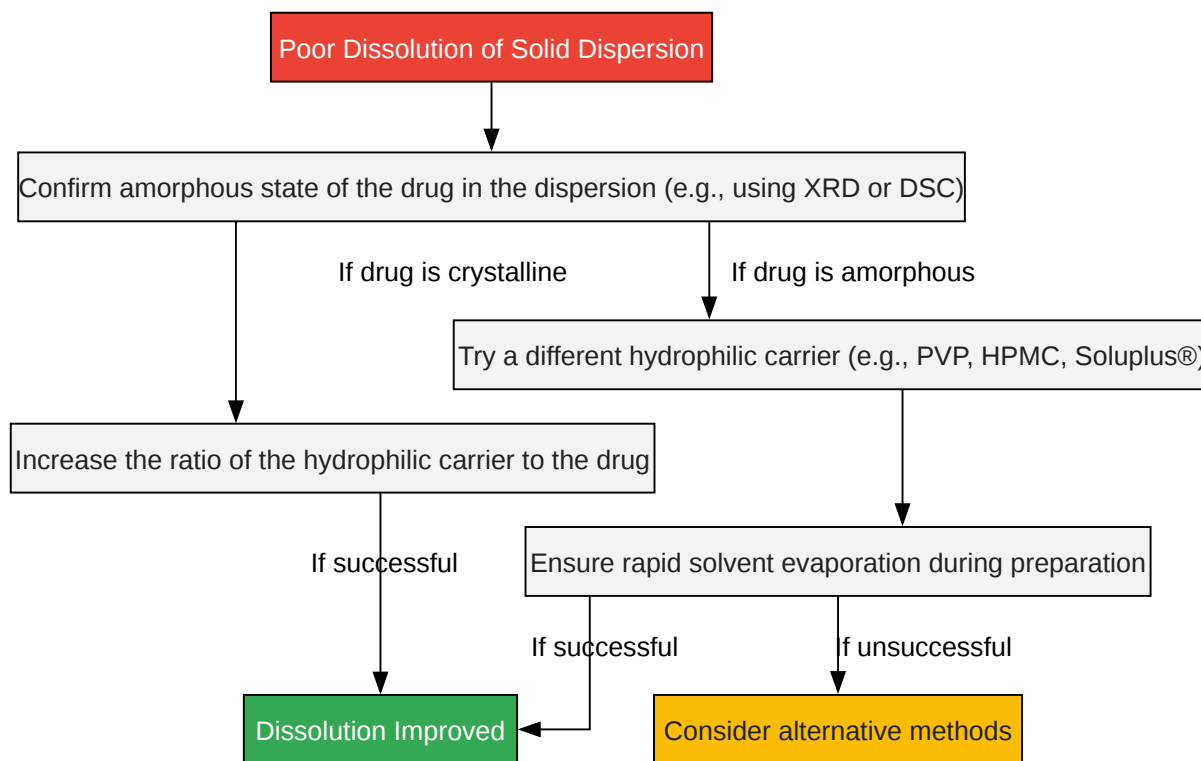 Poor Dissolution of Solid Dispersion
Confirm amorphous state of the drug in the dispersion (e.g., using XRD or DSC)
If drug is crystalline
If drug is amorphous
Try a different hydrophilic carrier (e.g., PVP, HPMC, Soluplus®)
Increase the ratio of the hydrophilic carrier to the drug
If successful
Ensure rapid solvent evaporation during preparation
If successful
If unsuccessful
Dissolution Improved
Consider alternative methods